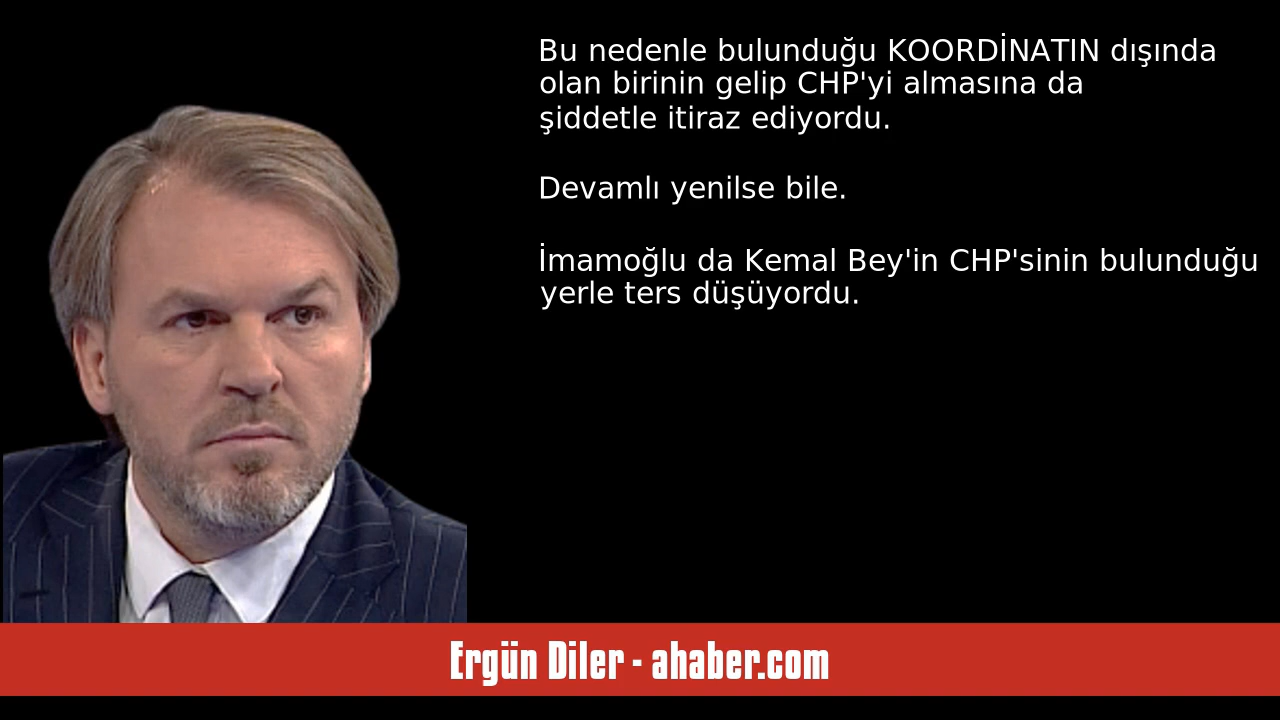 Bu nedenle bulunduğu KOORDİNATIN dışında
olan birinin gelip CHP'yi almasına da
şiddetle itiraz ediyordu.
Devamlı yenilse bile.
İmamoğlu da Kemal Bey'in CHP'sinin bulunduğu
yerle ters düşüyordu.
Ergün Diler - ahaber.com